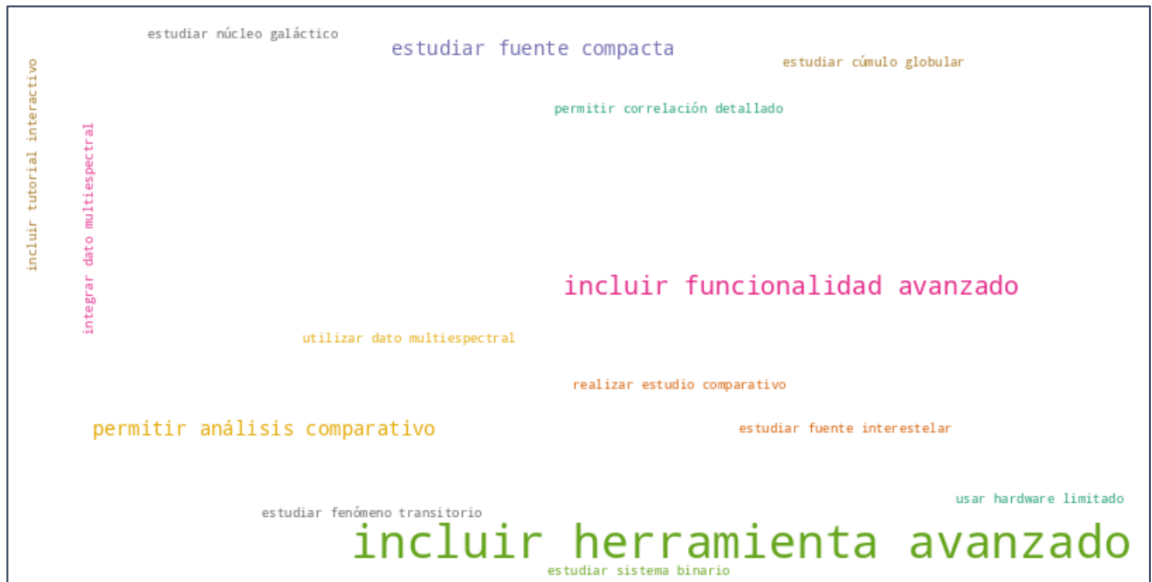 estudiar núcleo galáctico
estudiar fuente compacta
estudiar cúmulo globular
incluir tutorial interactivo
permitir correlación detallado
integrar dato multiespectral
incluir funcionalidad avanzado
utilizar dato multiespectral
realizar estudio comparativo
permitir análisis comparativo
estudiar fuente interestelar
usar hardware limitado
estudiar fenómeno transitorio
incluir herramienta avanzado
estudiar sistema binario